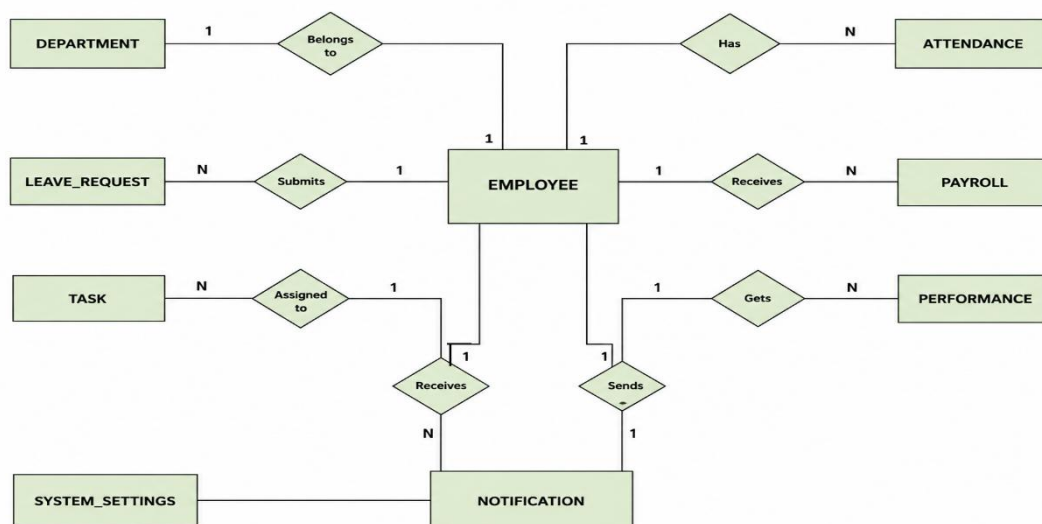 DEPARTMENT
1
Belongs
to
Has
N
ATTENDANCE
1
1
LEAVE_REQUEST
N
Submits
1
EMPLOYEE
1
Receives
N
PAYROLL
TASK
N
Assigned
to
1
1
Gets
N
PERFORMANCE
1
1
Receives
Sends
N
1
SYSTEM_SETTINGS
NOTIFICATION